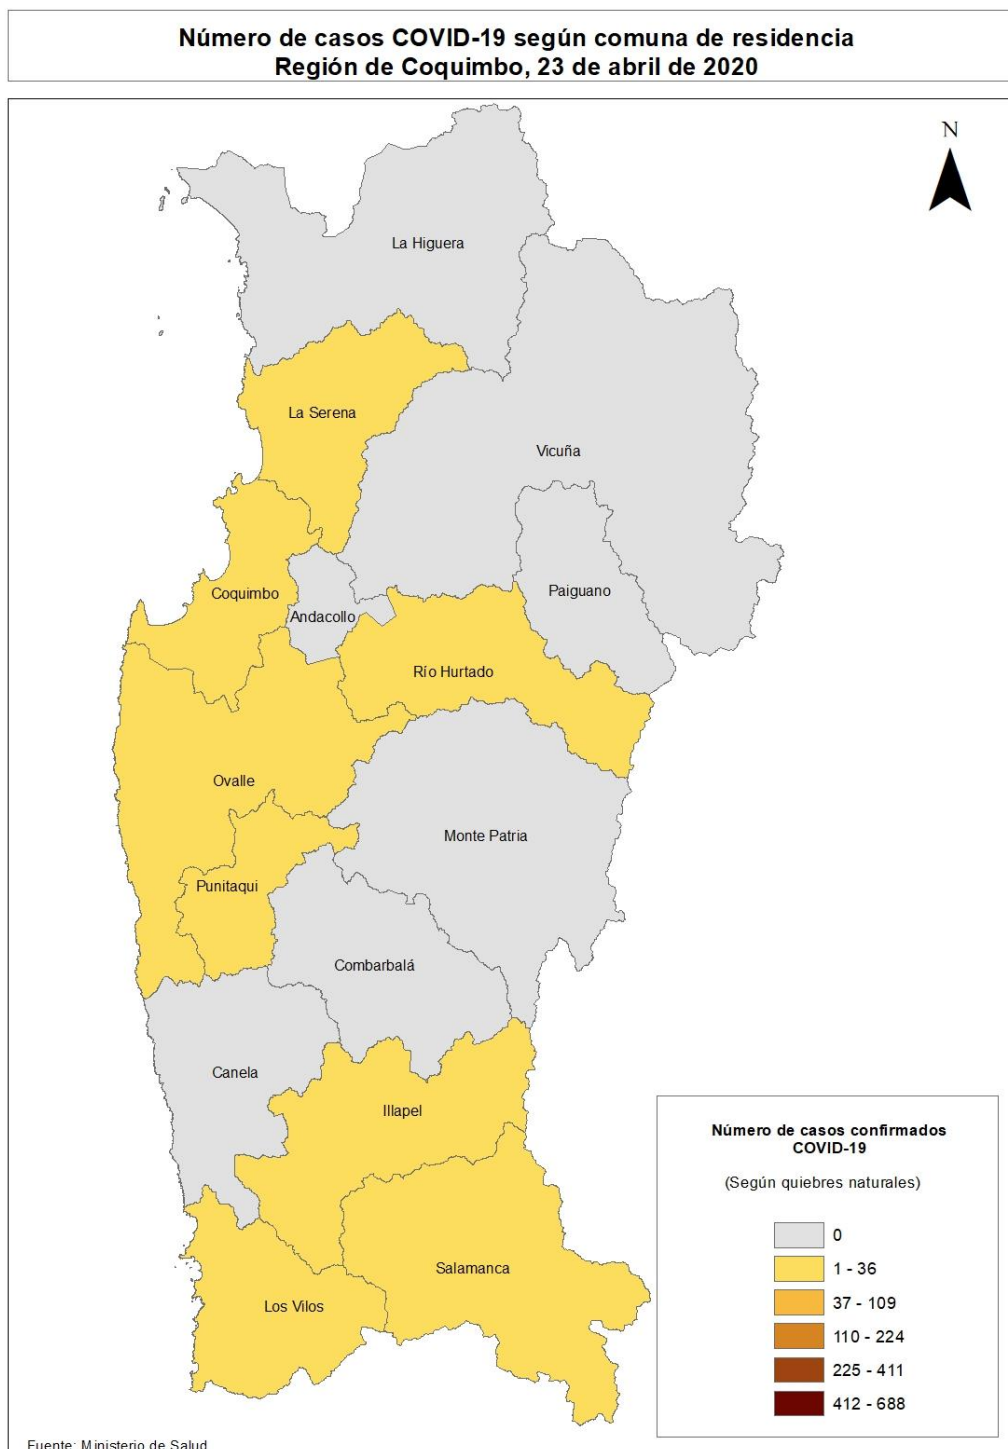 Número de casos COVID-19 según comuna de residencia
Región de Coquimbo, 23 de abril de 2020
N
La Higuera
La Serena
Vicuña
Paiguano
Coquimbo
Andacollo
Río Hurtado
Ovalle
Monte Patria
Punitaqui
Combarbalá
Canela
Illapel
Salamanca
Los Vilos
Número de casos confirmados
COVID-19
(Según quiebres naturales)
0
1 - 36
37 - 109
110 - 224
225 - 411
412 - 688
Fuente: Ministerio de Salud